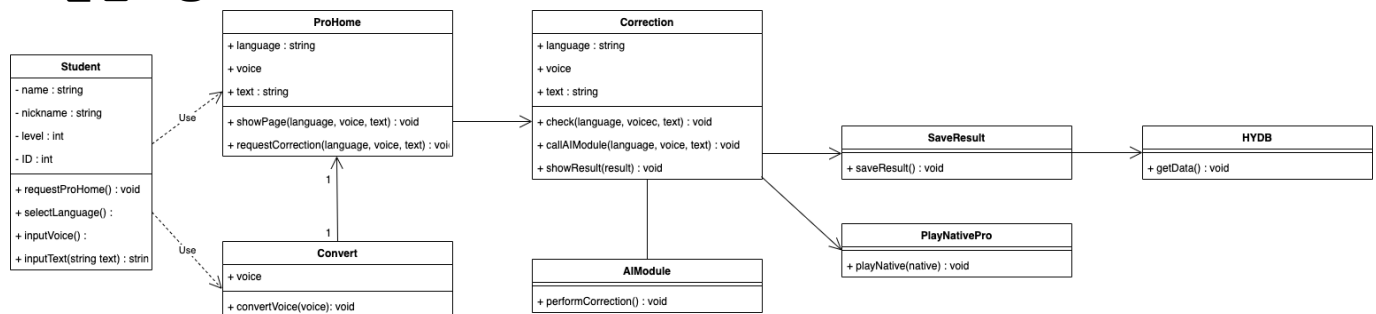 Student
- name : string
- nickname : string
- level : int
- ID : int
+ requestProHome() : void
+ selectLanguage() :
+ inputVoice() :
+ inputText(string text) : strin
Use
Use
ProHome
+ language : string
+ voice
+ text : string
+ showPage(language, voice, text) : void
+ requestCorrection(language, voice, text) : voi
1
1
Convert
+ voice
+ convertVoice(voice): void
Correction
+ language : string
+ voice
+ text : string
+ check(language, voicec, text) : void
+ callAIModule(language, voice, text) : void
+ showResult(result) : void
AIModule
+ performCorrection() : void
SaveResult
+ saveResult() : void
PlayNativePro
+ playNative(native) : void
HYDB
+ getData() : void